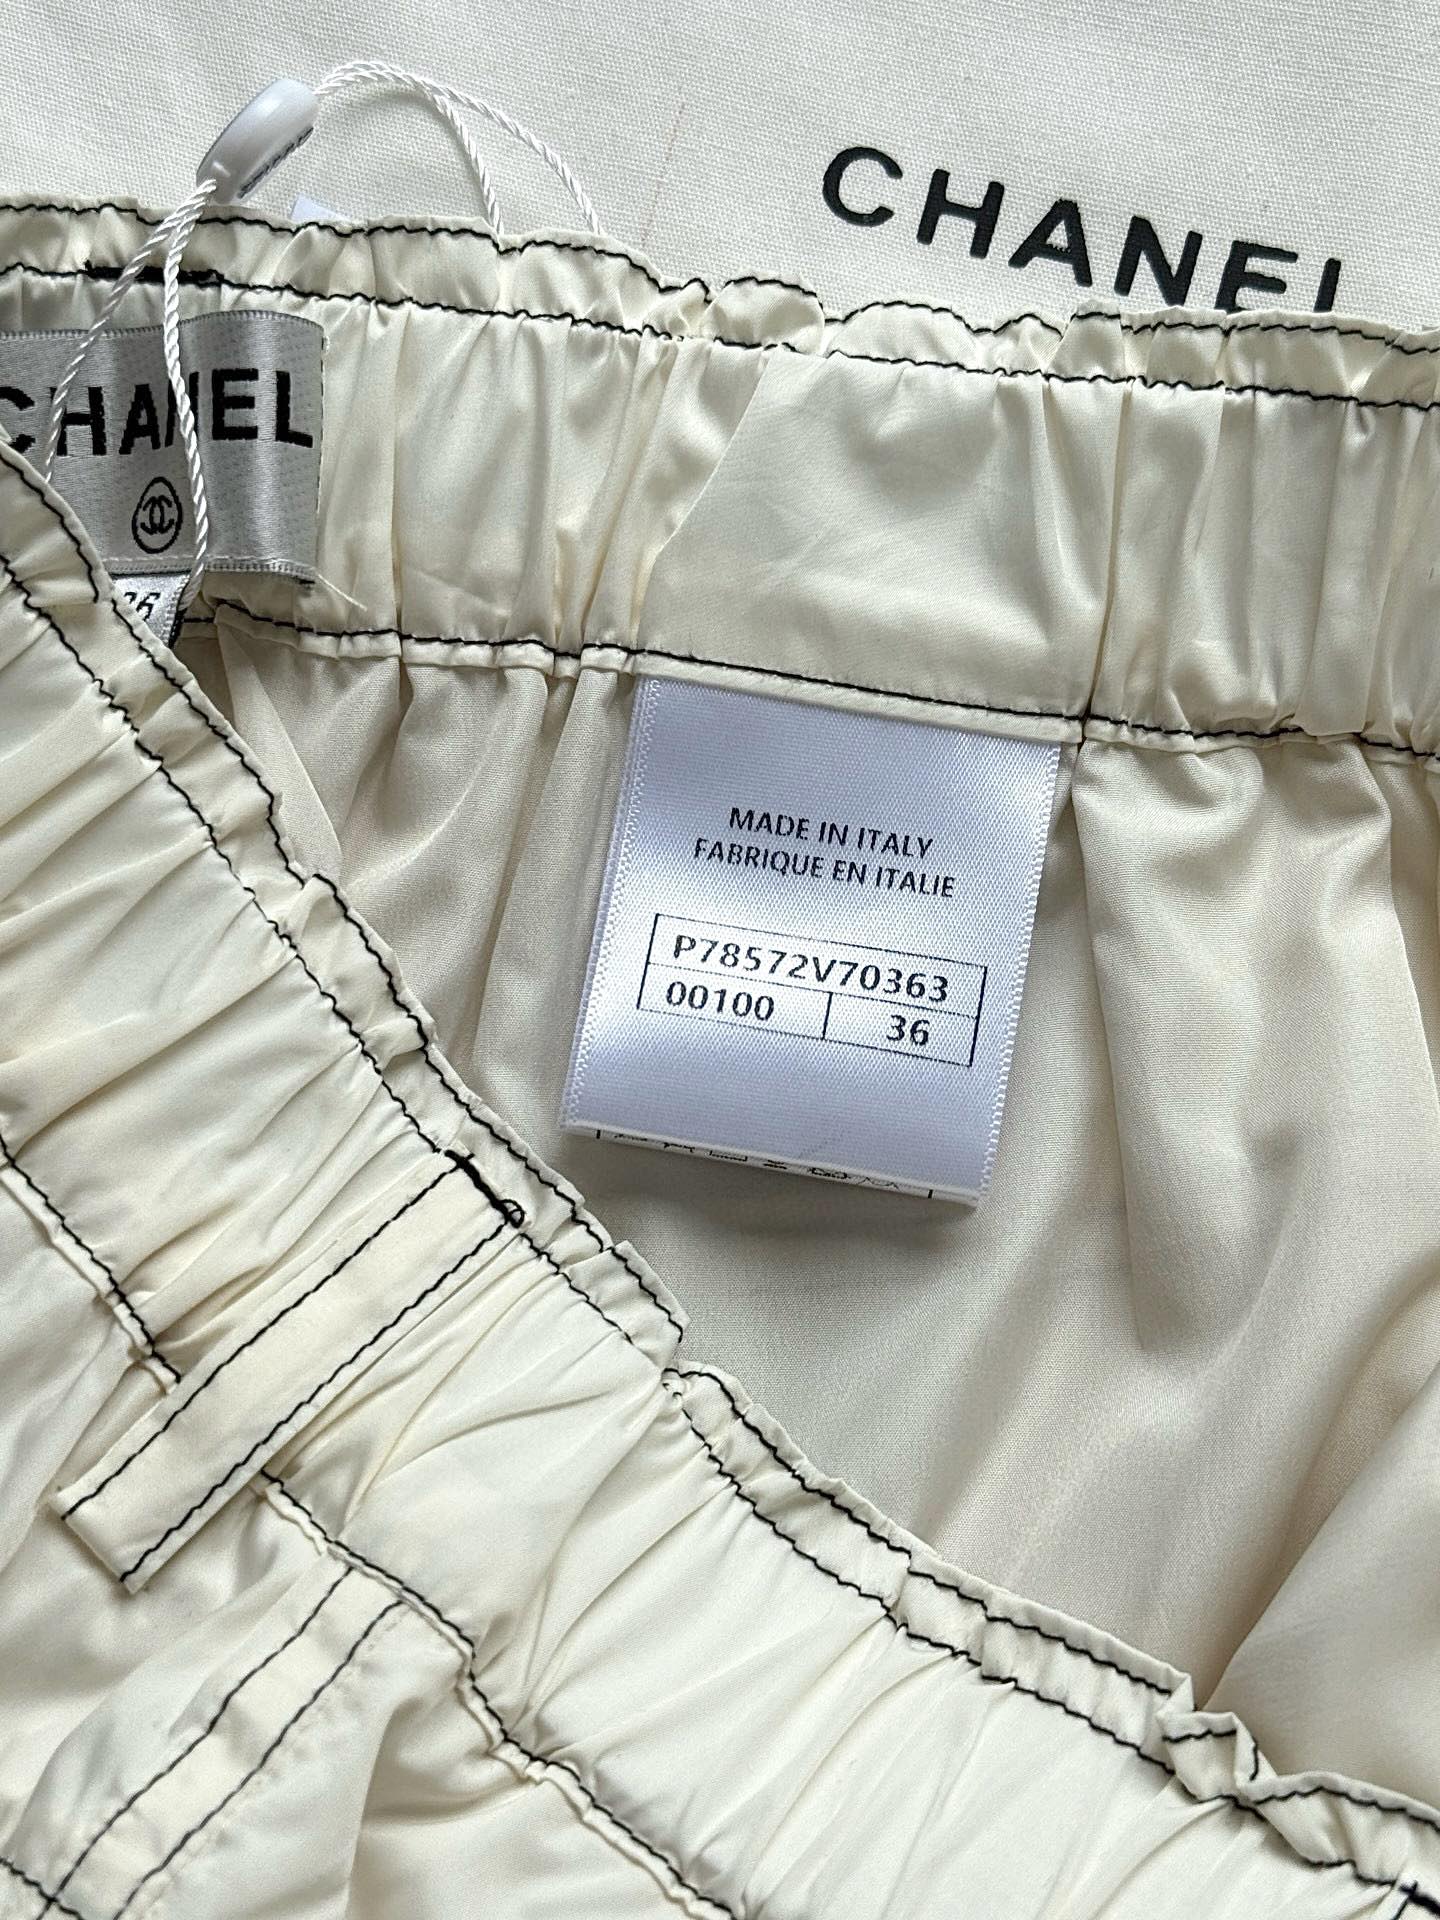 CHANEL
CHANEL
36
MADE IN ITALY
FABRIQUE EN ITALIE
P78572V70363
00100 36